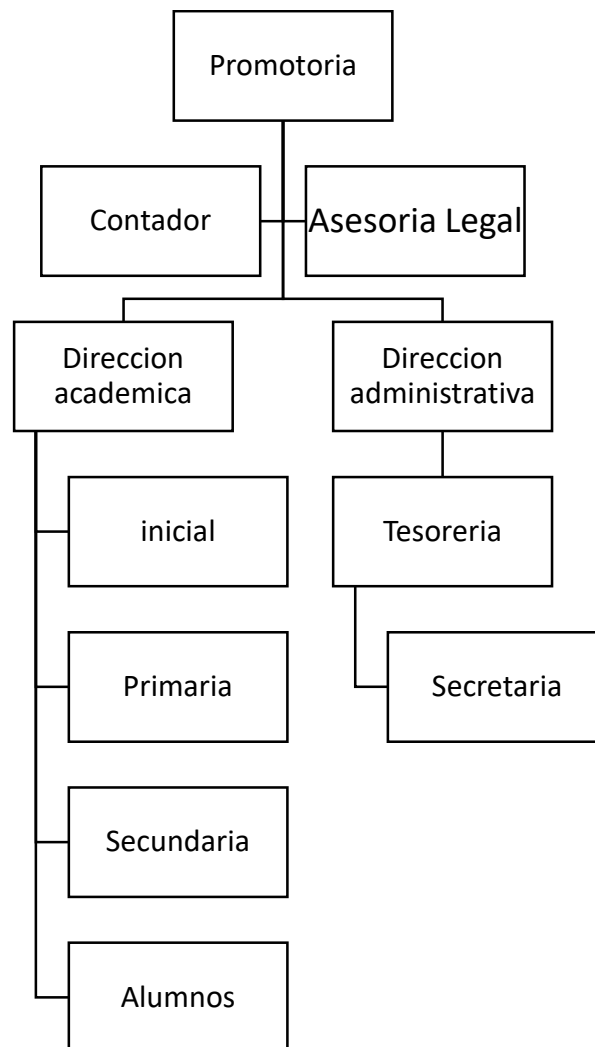 Promotoria
Contador
Asesoria Legal
Direccion
academica
Direccion
administrativa
inicial
Tesoreria
Primaria
Secretaria
Secundaria
Alumnos